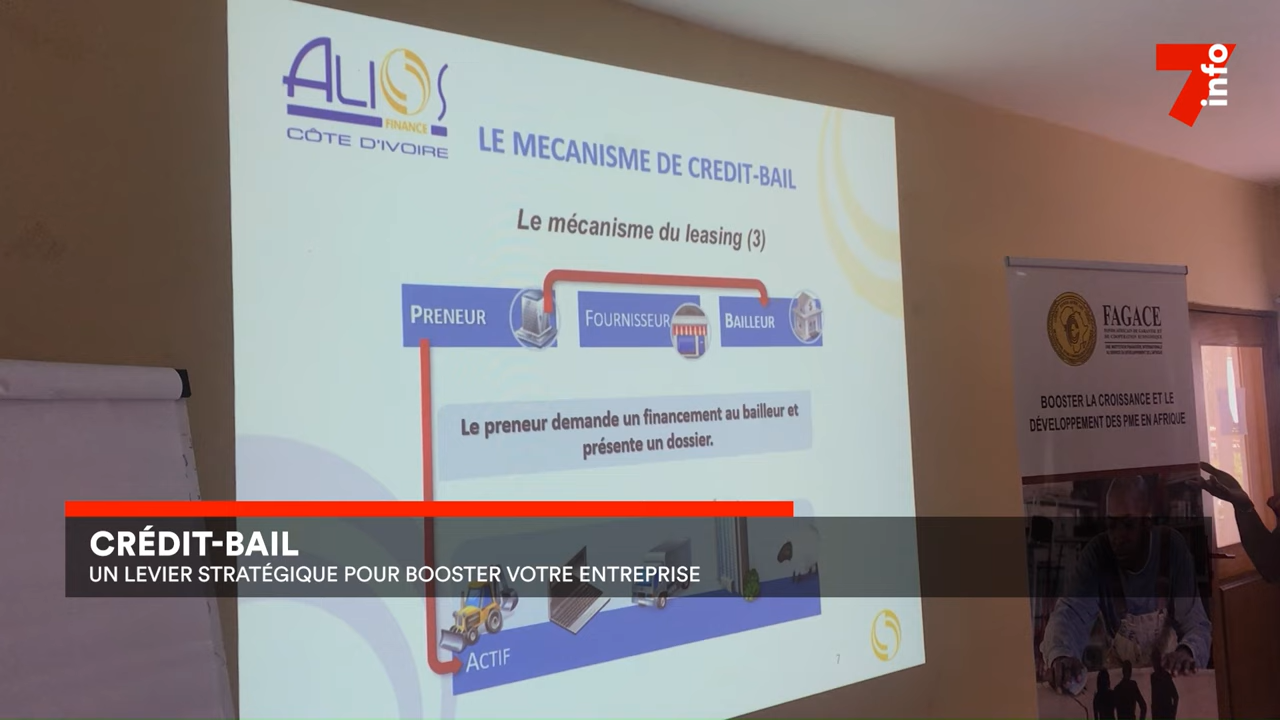 ALIOS
FINANCE
CÔTE D'IVOIRE
7info
LE MECANISME DE CREDIT-BAIL
Le mécanisme du leasing (3)
PRENEUR
FOURNISSEUR
BAILLEUR
Le preneur demande un financement au bailleur et
présente un dossier.
ACTIF
7
FAGACE
BOOSTER LA CROISSANCE ET LE
DÉVELOPPEMENT DES PME EN AFRIQUE
CRÉDIT-BAIL
UN LEVIER STRATÉGIQUE POUR BOOSTER VOTRE ENTREPRISE